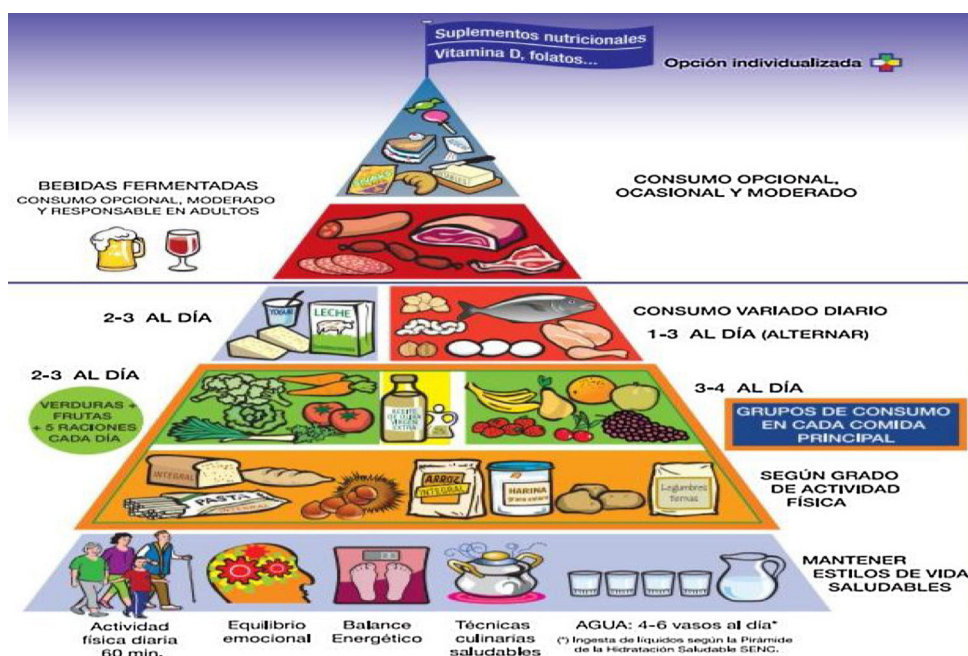 Suplementos nutricionales
Vitamina D, folatos...
Opción individualizada
BEBIDAS FERMENTADAS
CONSUMO OPCIONAL, MODERADO
Y RESPONSABLE EN ADULTOS
CONSUMO OPCIONAL,
OCASIONAL Y MODERADO
2-3 AL DÍA
YOGUR
LECHE
CONSUMO VARIADO DIARIO
1-3 AL DÍA (ALTERNAR)
2-3 AL DÍA
VERDURAS +
FRUTAS
+ 5 RACIONES
CADA DÍA
ACEITE
DE OLIVA
VIRGEN
EXTRA
3-4 AL DÍA
GRUPOS DE CONSUMO
EN CADA COMIDA
PRINCIPAL
INTEGRAL
PASTA
INTEGRAL
ARROZ
INTEGRAL
HARINA
Legumbres
Tiernas
SEGÚN GRADO
DE ACTIVIDAD
FÍSICA
MANTENER
ESTILOS DE VIDA
SALUDABLES
Actividad
física diaria
60 min.
Equilibrio
emocional
Balance
Energético
Técnicas
culinarias
saludables
AGUA: 4-6 vasos al día*
(*) Ingesta de líquidos según la Pirámide
de la Hidratación Saludable SENC.